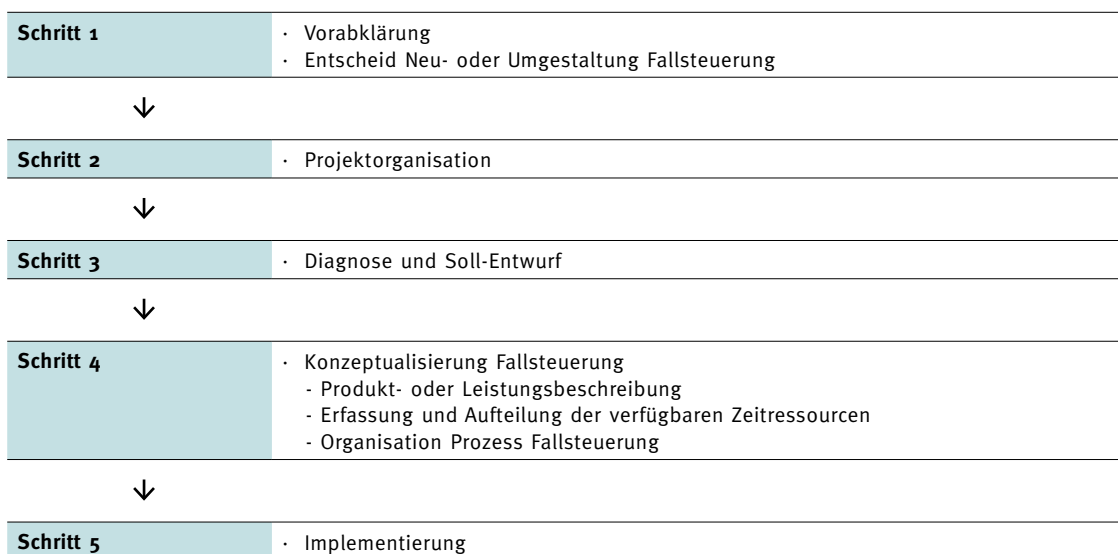 Schritt 1 · Vorabklärung
· Entscheid Neu- oder Umgestaltung Fallsteuerung
↓
Schritt 2 · Projektorganisation
↓
Schritt 3 · Diagnose und Soll-Entwurf
↓
Schritt 4 · Konzeptualisierung Fallsteuerung
- Produkt- oder Leistungsbeschreibung
- Erfassung und Aufteilung der verfügbaren Zeitressourcen
- Organisation Prozess Fallsteuerung
↓
Schritt 5 · Implementierung